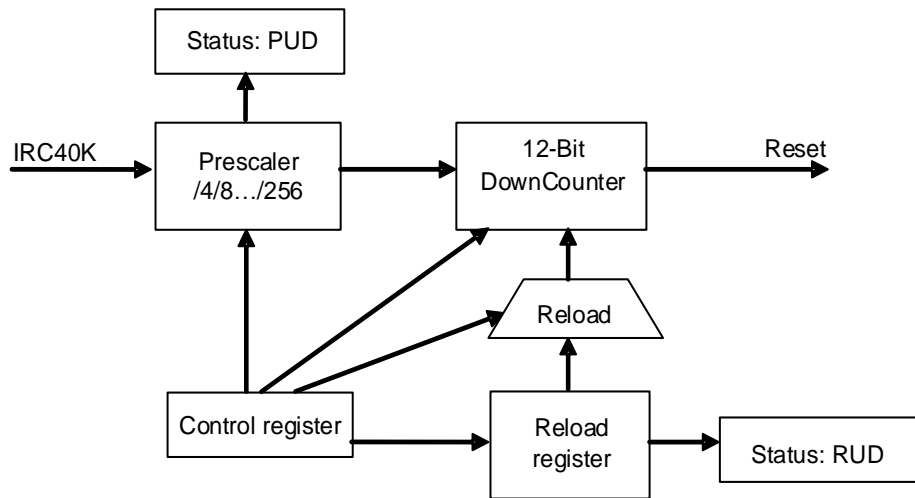 Status: PUD
IRC40K
Prescaler
/4/8.../256
12-Bit
DownCounter
Reset
Reload
Control register
Reload
register
Status: RUD